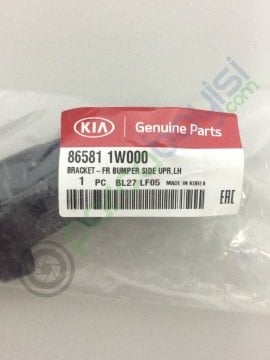 KIA Genuine Parts
86581 1W000
BRACKET-FR BUMPER SIDE UPR,LH
1 PC BL27 LF05 MADE IN KOREA
EAC